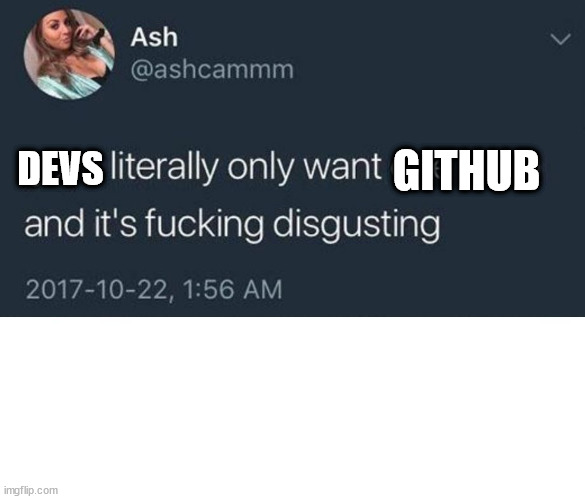 Ash
@ashcammm
DEVS literally only want GITHUB
and it's fucking disgusting
2017-10-22, 1:56 AM
imgflip.com